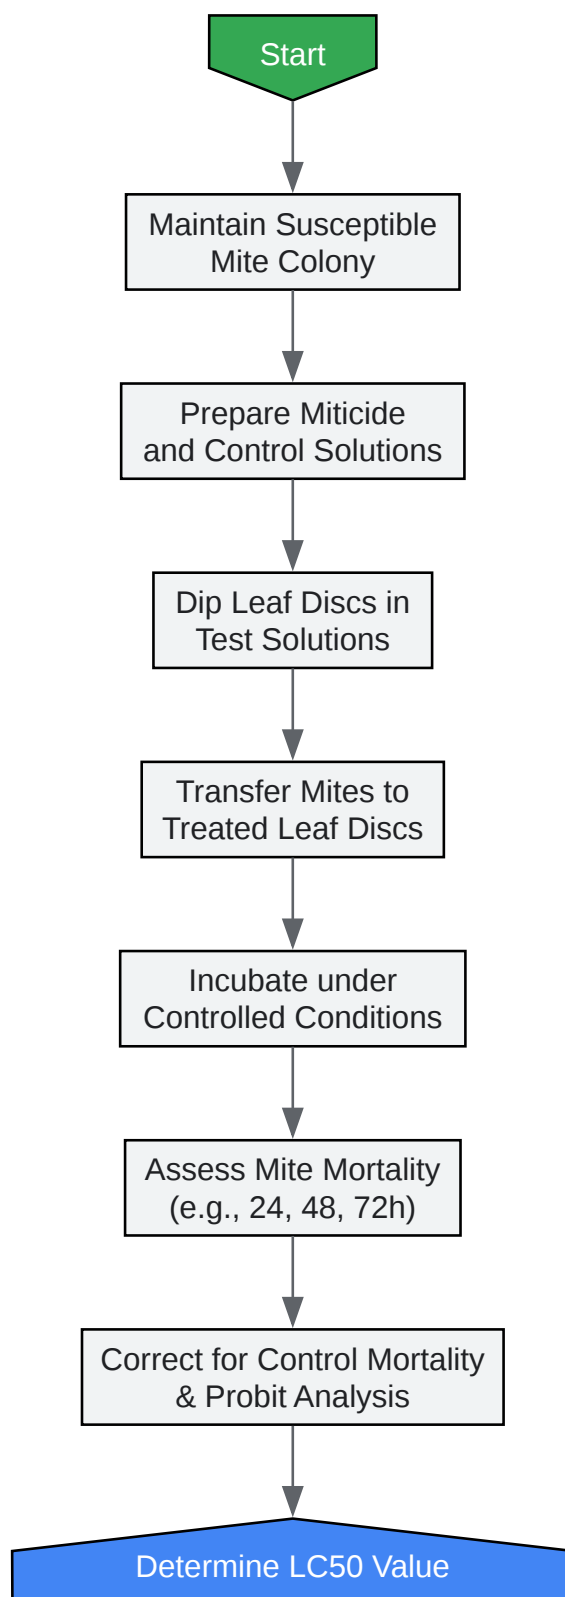 Start
Maintain Susceptible
Mite Colony
Prepare Miticide
and Control Solutions
Dip Leaf Discs in
Test Solutions
Transfer Mites to
Treated Leaf Discs
Incubate under
Controlled Conditions
Assess Mite Mortality
(e.g., 24, 48, 72h)
Correct for Control Mortality
& Probit Analysis
Determine LC50 Value